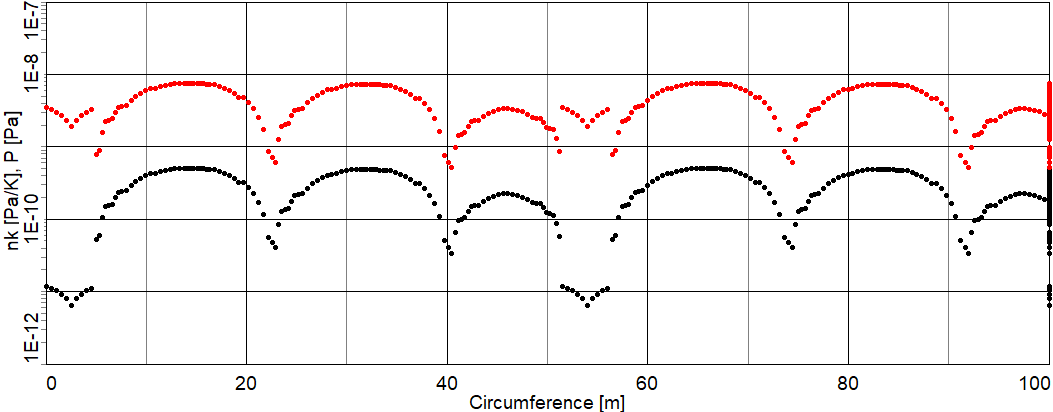 1E-7
1E-8
1E-10
1E-12
nk [Pa/K], P [Pa]
0 20 40 60 80 100
Circumference [m]